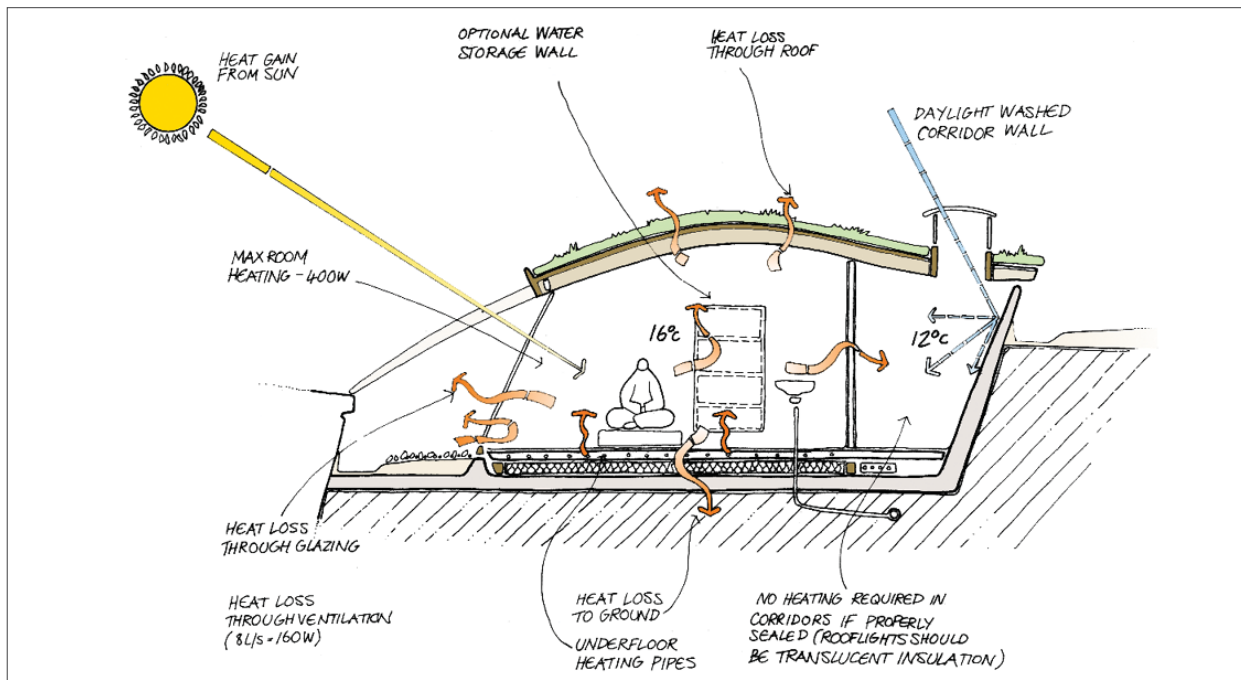 HEAT GAIN
FROM SUN
OPTIONAL WATER
STORAGE WALL
HEAT LOSS
THROUGH ROOF
DAYLIGHT WASHED
CORRIDOR WALL
MAX ROOM
HEATING - 400W
16°C
12°C
HEAT LOSS
THROUGH GLAZING
HEAT LOSS
THROUGH VENTILATION
(8L/s = 160W)
HEAT LOSS
TO GROUND
UNDERFLOOR
HEATING PIPES
NO HEATING REQUIRED IN
CORRIDORS IF PROPERLY
SEALED (ROOFLIGHTS SHOULD
BE TRANSLUCENT INSULATION)